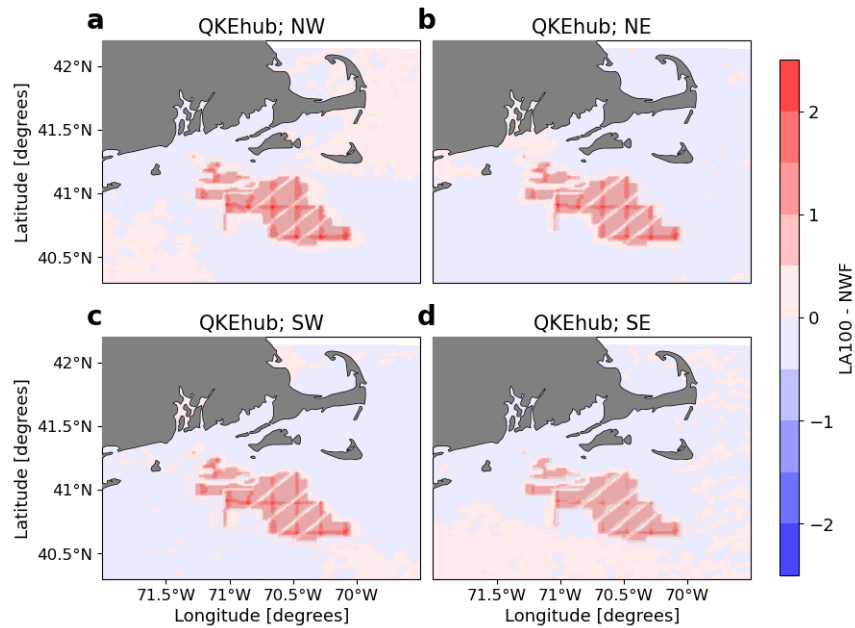 a QKEhub; NW
b QKEhub; NE
42°N
41.5°N
41°N
40.5°N
Latitude [degrees]
c QKEhub; SW
d QKEhub; SE
42°N
41.5°N
41°N
40.5°N
Latitude [degrees]
71.5°W 71°W 70.5°W 70°W
71.5°W 71°W 70.5°W 70°W
Longitude [degrees]
Longitude [degrees]
2
1
0
−1
−2
LA100 - NWF